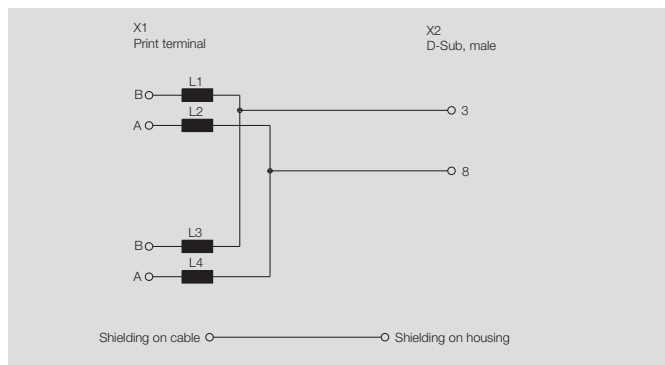 X1
Print terminal
X2
D-Sub, male
L1
B
L2
3
A
8
L3
B
L4
A
Shielding on cable
Shielding on housing